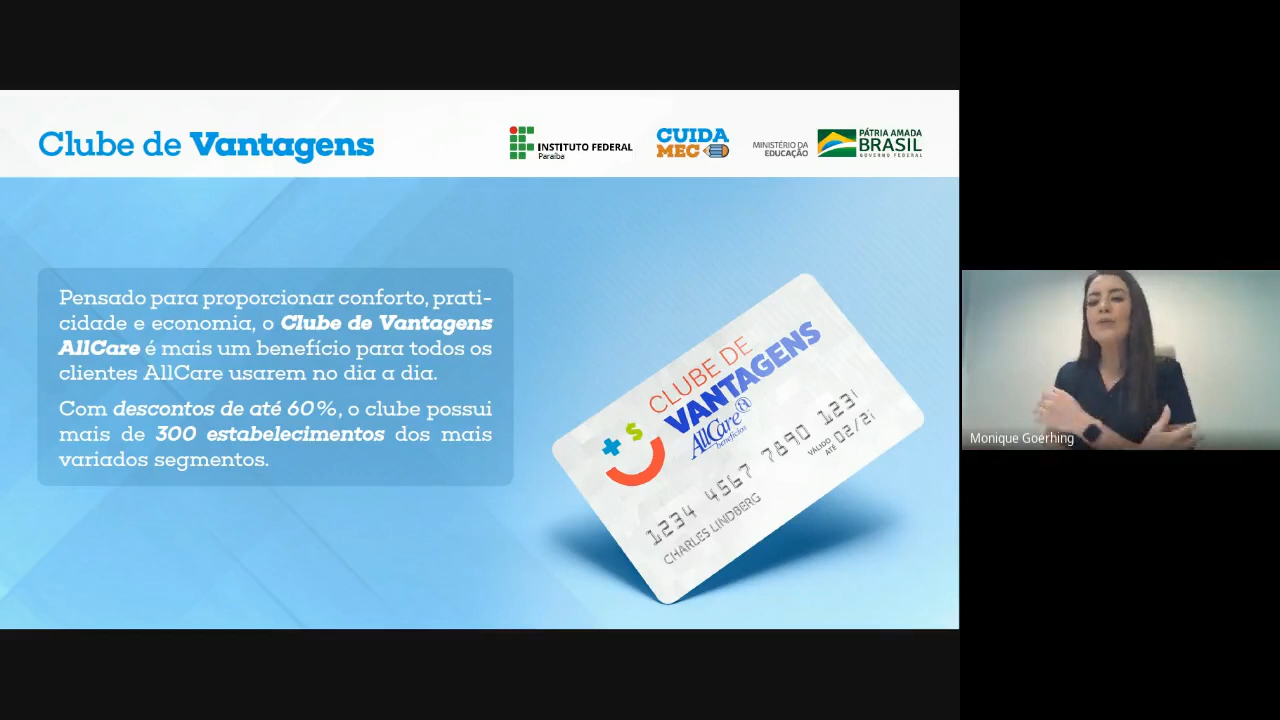 Clube de Vantagens
INSTITUTO FEDERAL
Paraíba
CUIDA
MEC
MINISTÉRIO DA
EDUCAÇÃO
PÁTRIA AMADA
BRASIL
GOVERNO FEDERAL
Pensado para proporcionar conforto, prati-
cidade e economia, o Clube de Vantagens
AllCare é mais um benefício para todos os
clientes AllCare usarem no dia a dia.
Com descontos de até 60%, o clube possui
mais de 300 estabelecimentos dos mais
variados segmentos.
CLUBE DE
VANTAGENS
AllCare®
benefícios
1234 4567 7890 123
VÁLIDO
ATÉ
02/2
CHARLES LINDBERG
Monique Goerhing